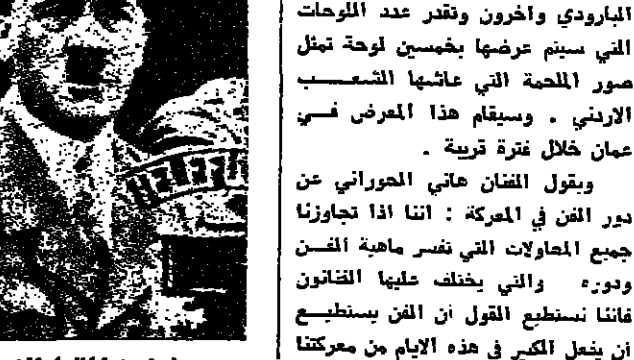 البارودي وآخرون وتقدر عدد اللوحات
التي سيتم عرضها بخمسين لوحة تمثل
صور الملحمة التي عاشها الشعب
الاردني . وسيقام هذا المعرض في
عمان خلال فترة قريبة .
ويقول الفنان هاني الحوراني عن
دور الفن في المعركة : اننا اذا تجاوزنا
جميع المحاولات التي تفسر ماهية الفن
ودوره والتي يختلف عليها الفنانون
فاننا نستطيع القول أن الفن يستطيع
أن يفعل الكثير في هذه الايام من معركتنا